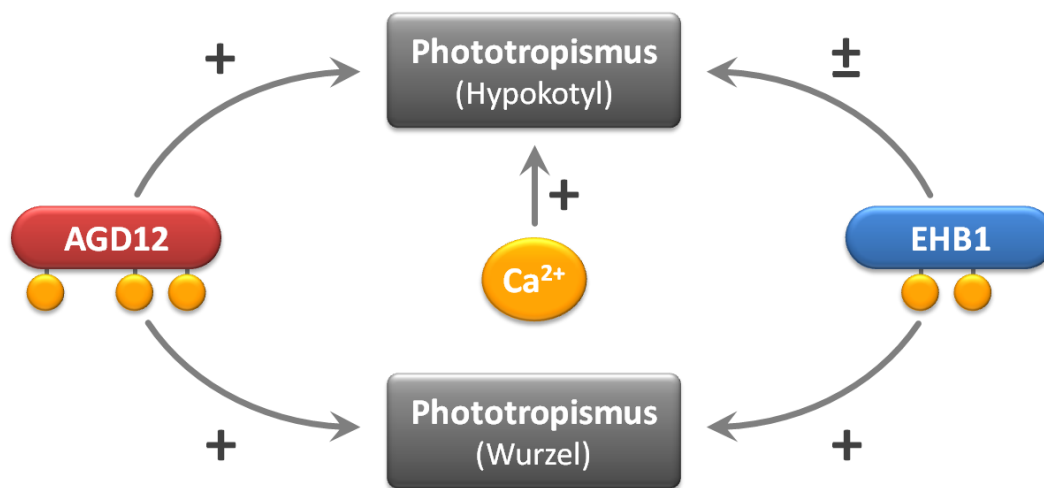 +
Phototropismus
(Hypokotyl)
±
AGD12
Ca²⁺
+
EHB1
+
Phototropismus
(Wurzel)
+